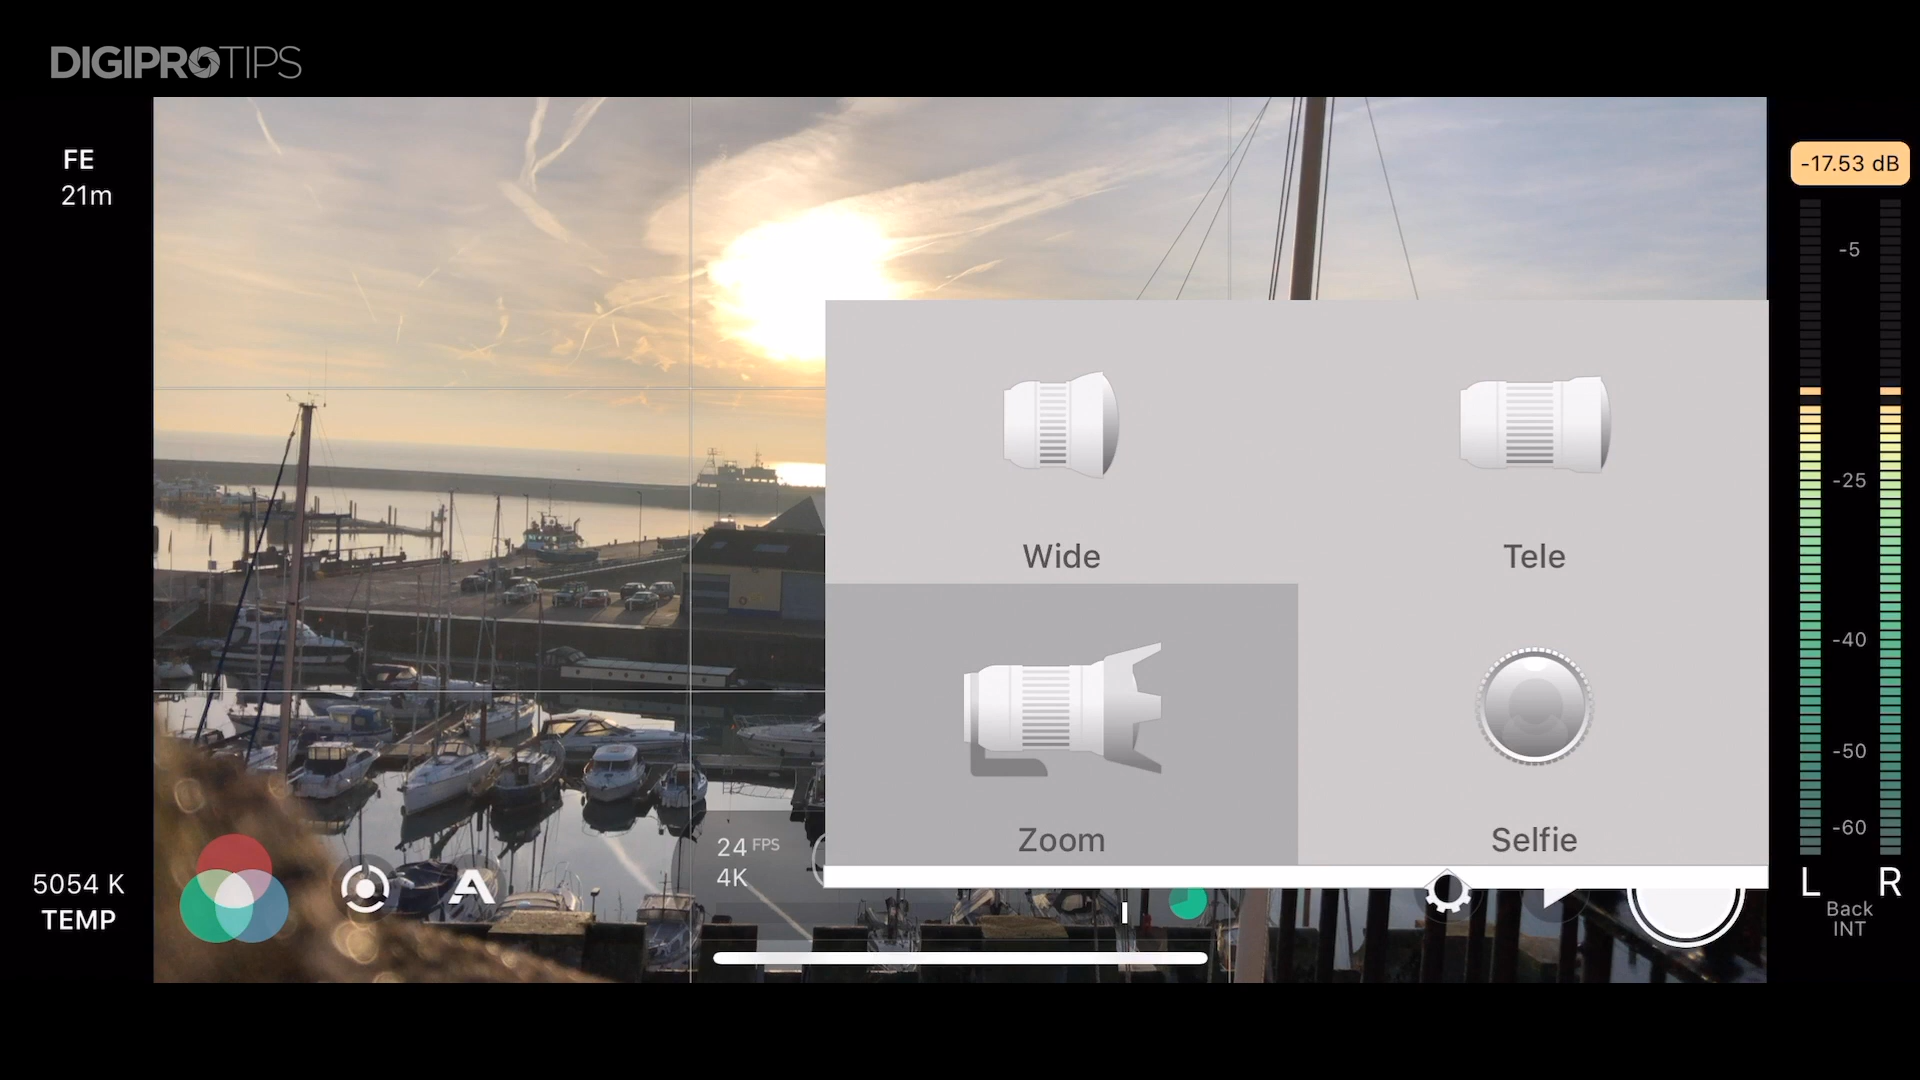 DIGIPROTIPS
FE
21m
-17.53 dB
-5
-25
-40
-50
-60
L R
Back
INT
Wide
Tele
Zoom
Selfie
24 FPS
4K
5054 K
TEMP
A